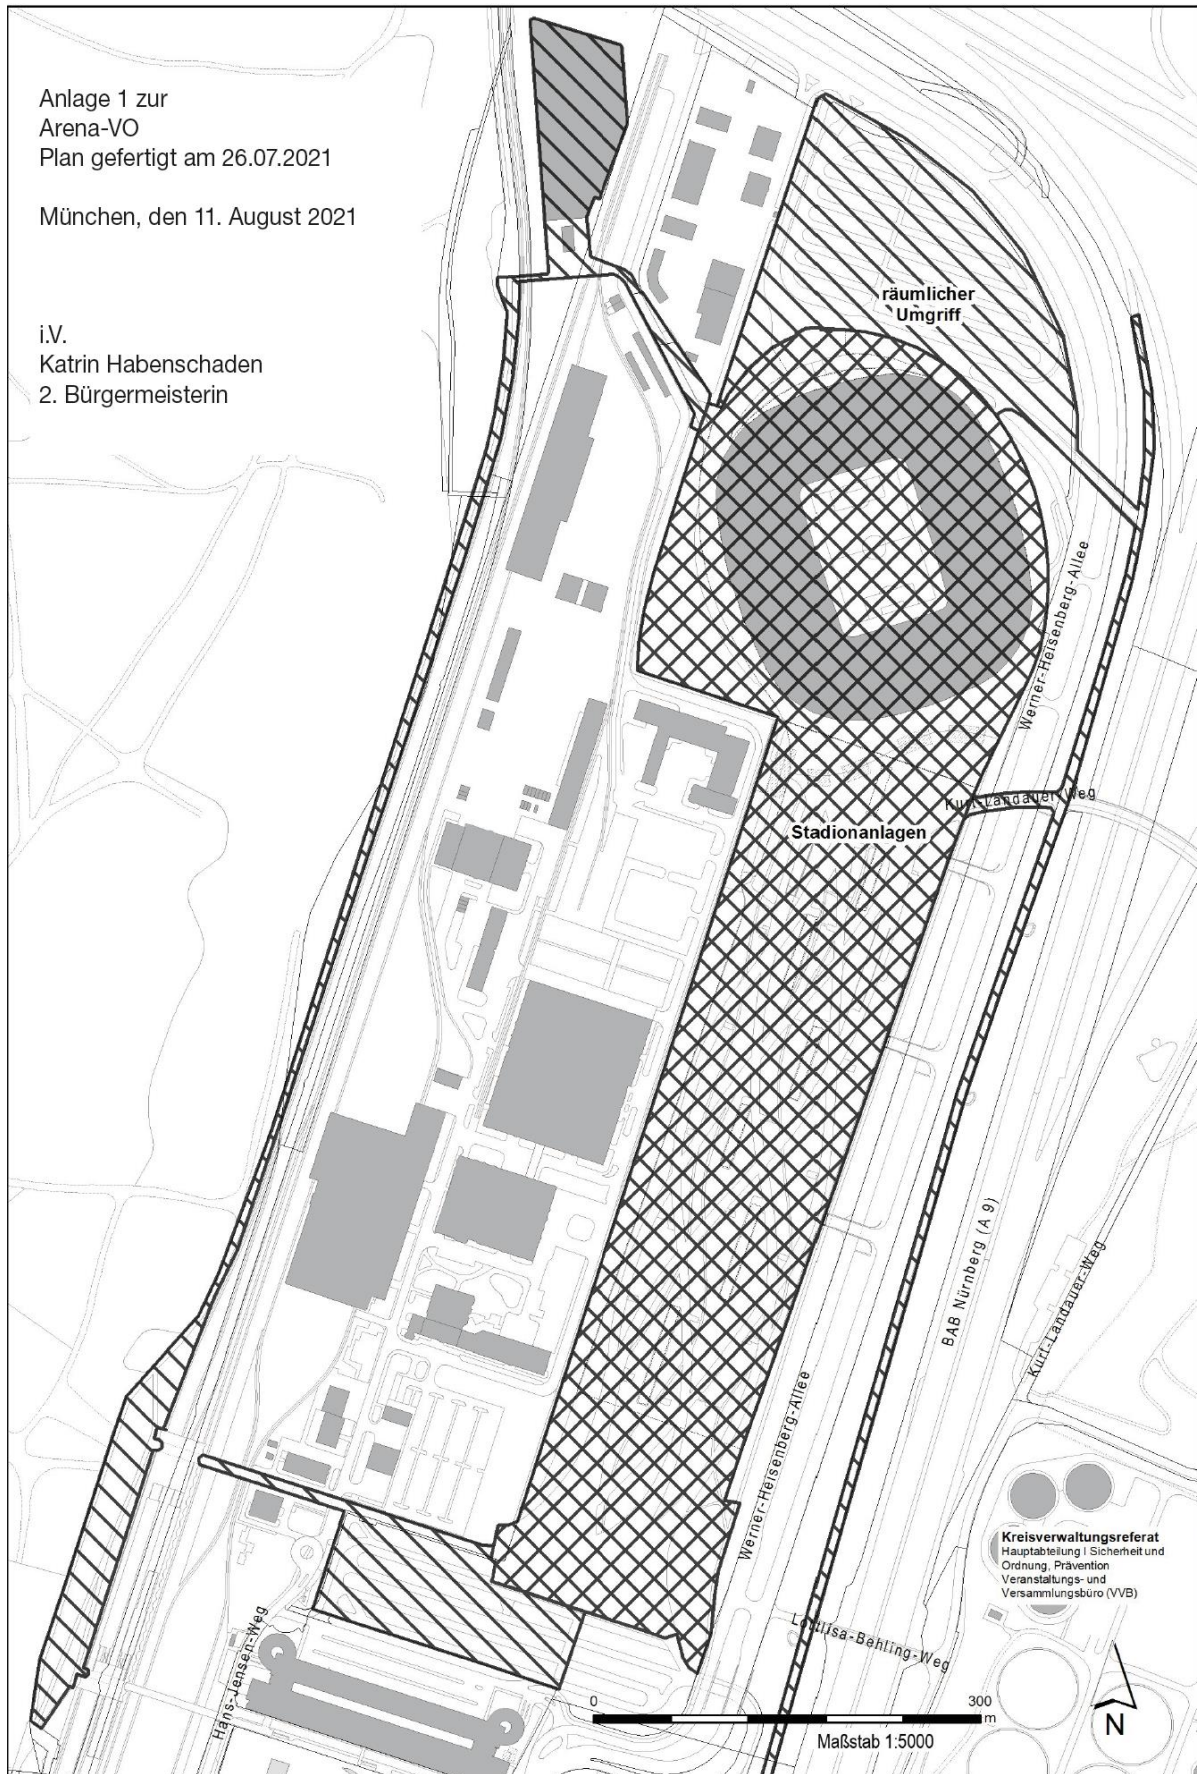 Anlage 1 zur
Arena-VO
Plan gefertigt am 26.07.2021
München, den 11. August 2021
i.V.
Katrin Habenschaden
2. Bürgermeisterin
räumlicher
Umgriff
Werner-Heisenberg-Allee
Kurt-Landauer-Weg
Stadionanlagen
BAB Nürnberg (A 9)
Kurt-Landauer-Weg
Werner-Heisenberg-Allee
Kreisverwaltungsreferat
Hauptabteilung I Sicherheit und
Ordnung, Prävention
Veranstaltungs- und
Versammlungsbüro (VVB)
Hans-Jensen-Weg
Lottlisa-Behling-Weg
0 300
m
Maßstab 1:5000
N